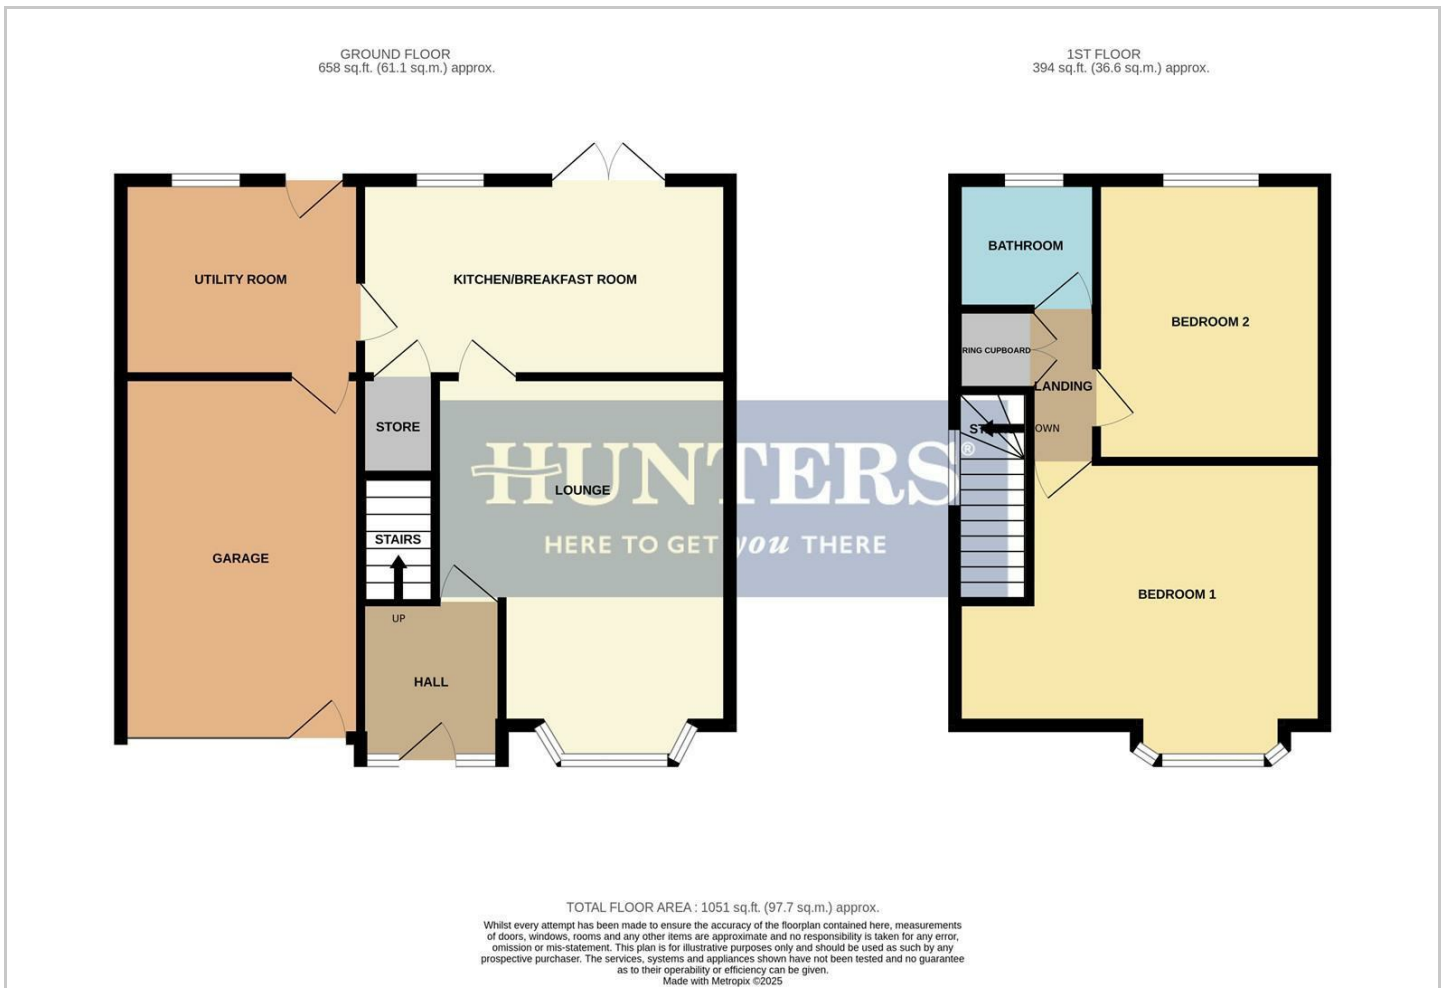 GROUND FLOOR
658 sq.ft. (61.1 sq.m.) approx.
1ST FLOOR
394 sq.ft. (36.6 sq.m.) approx.
UTILITY ROOM
KITCHEN/BREAKFAST ROOM
STORE
LOUNGE
STAIRS
GARAGE
UP
HALL
BATHROOM
BEDROOM 2
RING CUPBOARD
LANDING
OWN
BEDROOM 1
HUNTERS®
HERE TO GET you THERE
TOTAL FLOOR AREA : 1051 sq.ft. (97.7 sq.m.) approx.
Whilst every attempt has been made to ensure the accuracy of the floorplan contained here, measurements
of doors, windows, rooms and any other items are approximate and no responsibility is taken for any error,
omission or mis-statement. This plan is for illustrative purposes only and should be used as such by any
prospective purchaser. The services, systems and appliances shown have not been tested and no guarantee
as to their operability or efficiency can be given.
Made with Metropix ©2025